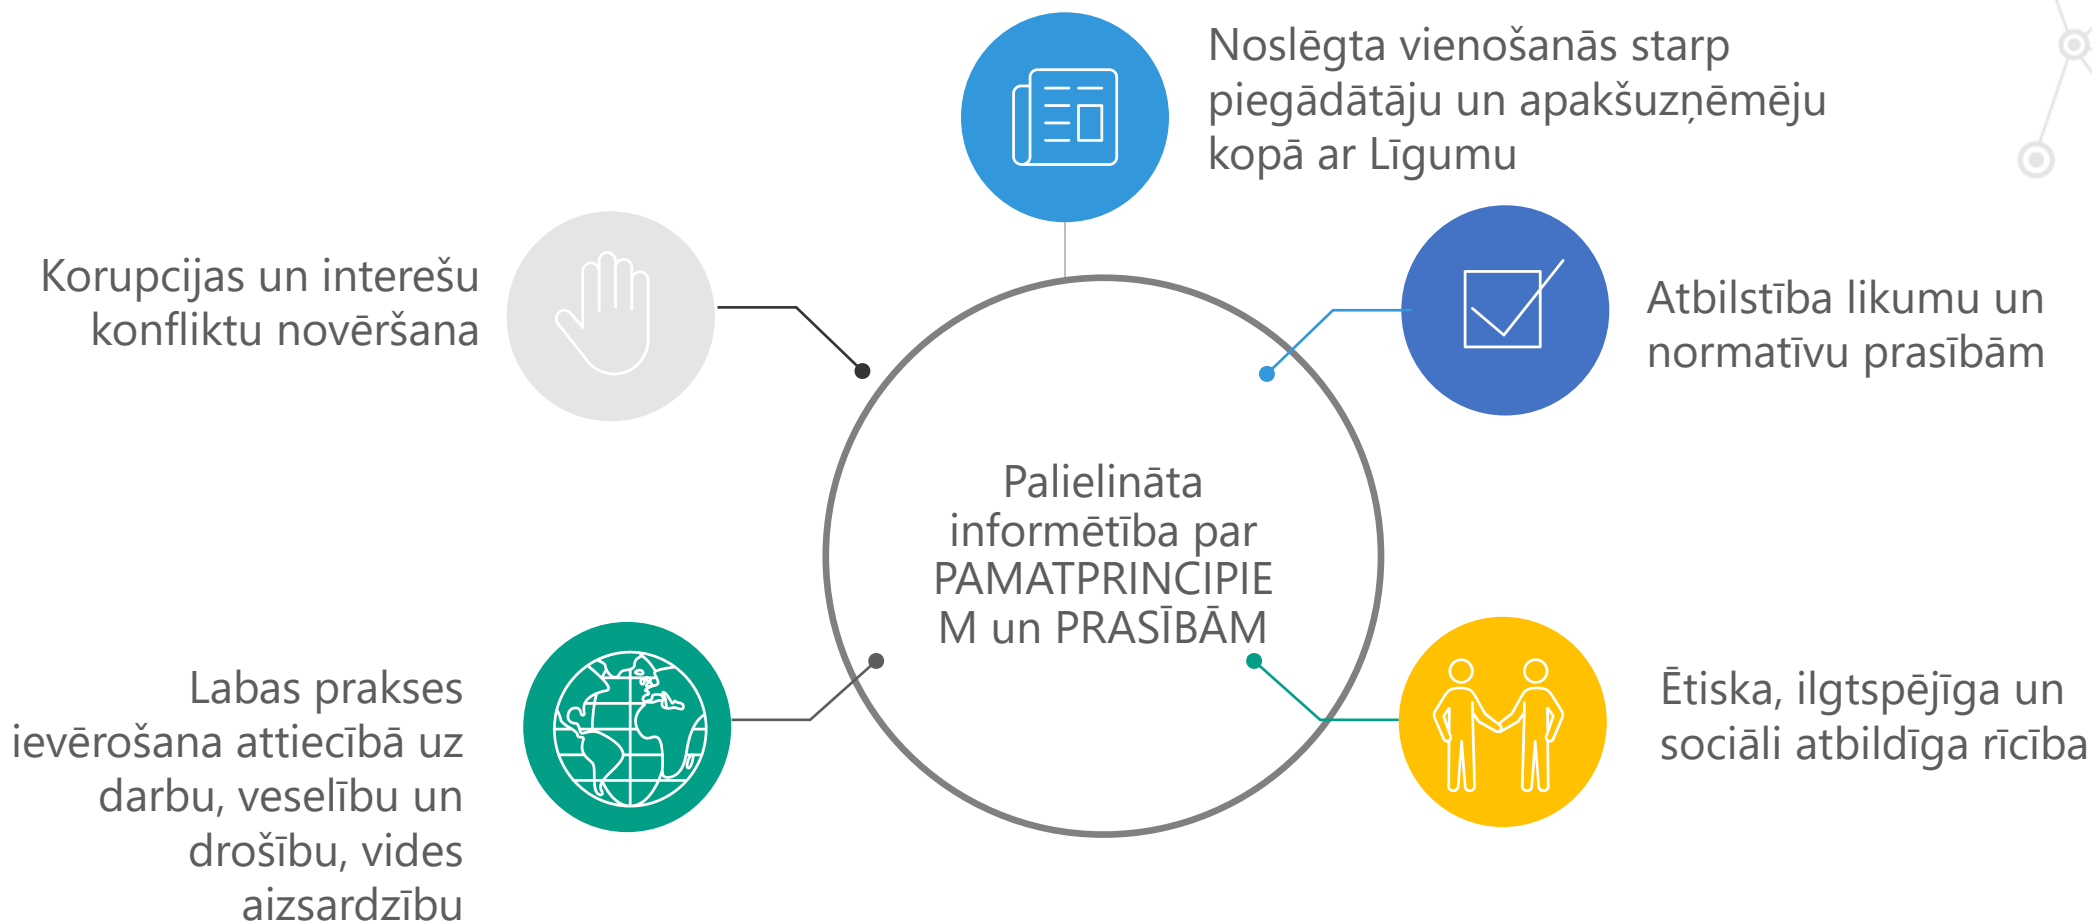 Noslēgta vienošanās starp
piegādātāju un apakšuzņēmēju
kopā ar Līgumu
Korupcijas un interešu
konfliktu novēršana
Atbilstība likumu un
normatīvu prasībām
Palielināta
informētība par
PAMATPRINCIPIE
M un PRASĪBĀM
Labas prakses
ievērošana attiecībā uz
darbu, veselību un
drošību, vides
aizsardzību
Ētiska, ilgtspējīga un
sociāli atbildīga rīcība